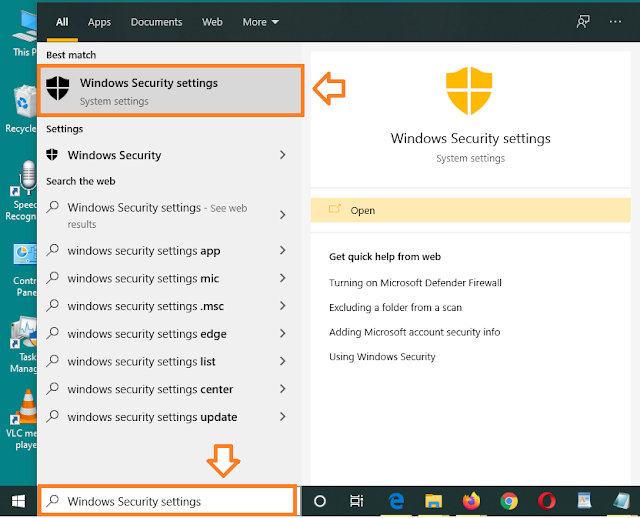 All Apps Documents Web More
This P
Recycle
Speec
Recogn
Contr
Pane
Task
Manage
VLC me
playe
Best match
Windows Security settings
System settings
Settings
Windows Security
Search the web
Windows Security settings - See web
results
windows security settings app
windows security settings mic
windows security settings .msc
windows security settings edge
windows security settings list
windows security settings center
windows security settings update
Windows Security settings
System settings
Open
Get quick help from web
Turning on Microsoft Defender Firewall
Excluding a folder from a scan
Adding Microsoft account security info
Using Windows Security
Windows Security settings